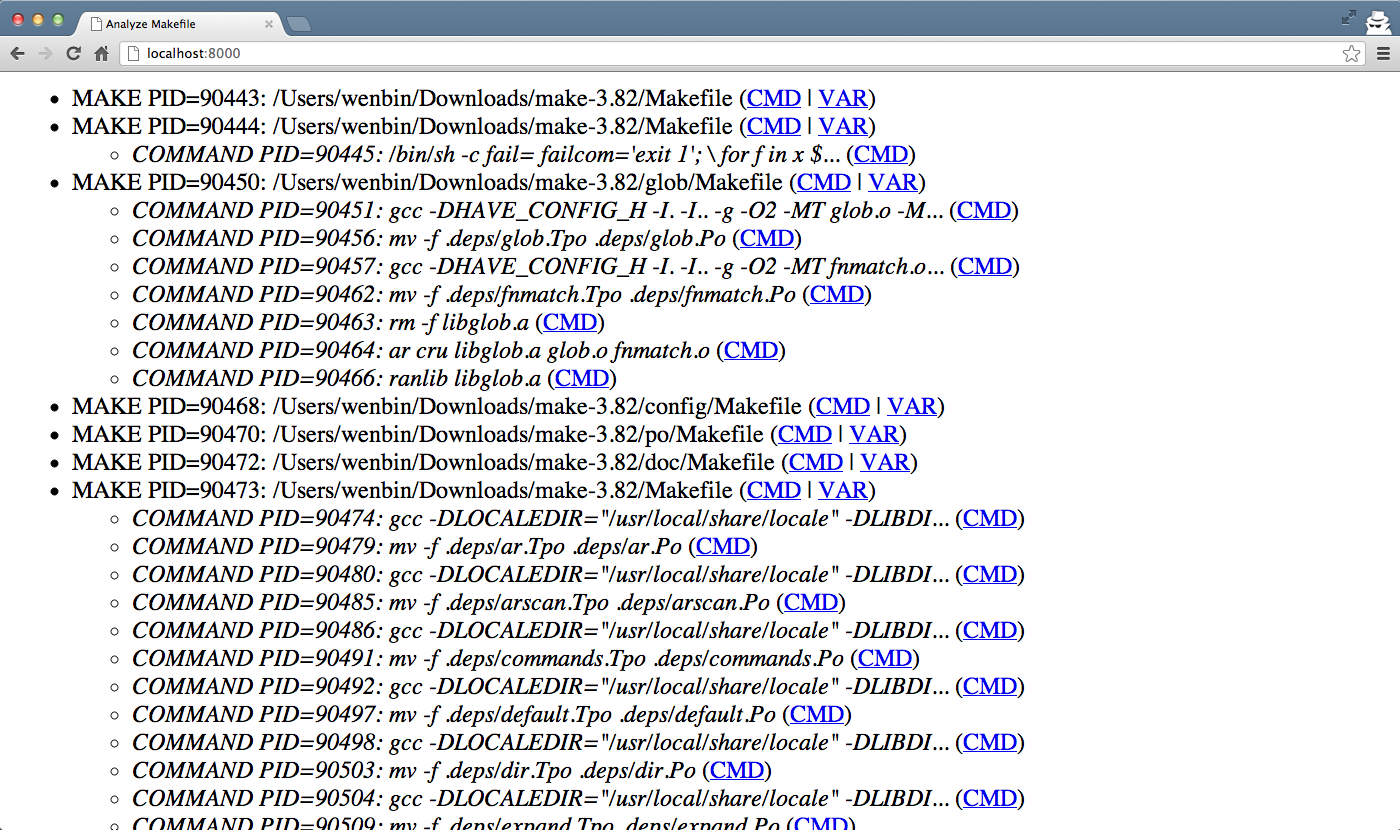 Analyze Makefile
localhost:8000
MAKE PID=90443: /Users/wenbin/Downloads/make-3.82/Makefile (CMD | VAR)
MAKE PID=90444: /Users/wenbin/Downloads/make-3.82/Makefile (CMD | VAR)
COMMAND PID=90445: /bin/sh -c fail= failcom='exit 1'; \ for f in x $... (CMD)
MAKE PID=90450: /Users/wenbin/Downloads/make-3.82/glob/Makefile (CMD | VAR)
COMMAND PID=90451: gcc -DHAVE_CONFIG_H -I. -I.. -g -O2 -MT glob.o -M... (CMD)
COMMAND PID=90456: mv -f .deps/glob.Tpo .deps/glob.Po (CMD)
COMMAND PID=90457: gcc -DHAVE_CONFIG_H -I. -I.. -g -O2 -MT fnmatch.o... (CMD)
COMMAND PID=90462: mv -f .deps/fnmatch.Tpo .deps/fnmatch.Po (CMD)
COMMAND PID=90463: rm -f libglob.a (CMD)
COMMAND PID=90464: ar cru libglob.a glob.o fnmatch.o (CMD)
COMMAND PID=90466: ranlib libglob.a (CMD)
MAKE PID=90468: /Users/wenbin/Downloads/make-3.82/config/Makefile (CMD | VAR)
MAKE PID=90470: /Users/wenbin/Downloads/make-3.82/po/Makefile (CMD | VAR)
MAKE PID=90472: /Users/wenbin/Downloads/make-3.82/doc/Makefile (CMD | VAR)
MAKE PID=90473: /Users/wenbin/Downloads/make-3.82/Makefile (CMD | VAR)
COMMAND PID=90474: gcc -DLOCALEDIR="/usr/local/share/locale" -DLIBDI... (CMD)
COMMAND PID=90479: mv -f .deps/ar.Tpo .deps/ar.Po (CMD)
COMMAND PID=90480: gcc -DLOCALEDIR="/usr/local/share/locale" -DLIBDI... (CMD)
COMMAND PID=90485: mv -f .deps/arscan.Tpo .deps/arscan.Po (CMD)
COMMAND PID=90486: gcc -DLOCALEDIR="/usr/local/share/locale" -DLIBDI... (CMD)
COMMAND PID=90491: mv -f .deps/commands.Tpo .deps/commands.Po (CMD)
COMMAND PID=90492: gcc -DLOCALEDIR="/usr/local/share/locale" -DLIBDI... (CMD)
COMMAND PID=90497: mv -f .deps/default.Tpo .deps/default.Po (CMD)
COMMAND PID=90498: gcc -DLOCALEDIR="/usr/local/share/locale" -DLIBDI... (CMD)
COMMAND PID=90503: mv -f .deps/dir.Tpo .deps/dir.Po (CMD)
COMMAND PID=90504: gcc -DLOCALEDIR="/usr/local/share/locale" -DLIBDI... (CMD)
COMMAND PID=90509: mv -f .deps/expand.Tpo .deps/expand.Po (CMD)